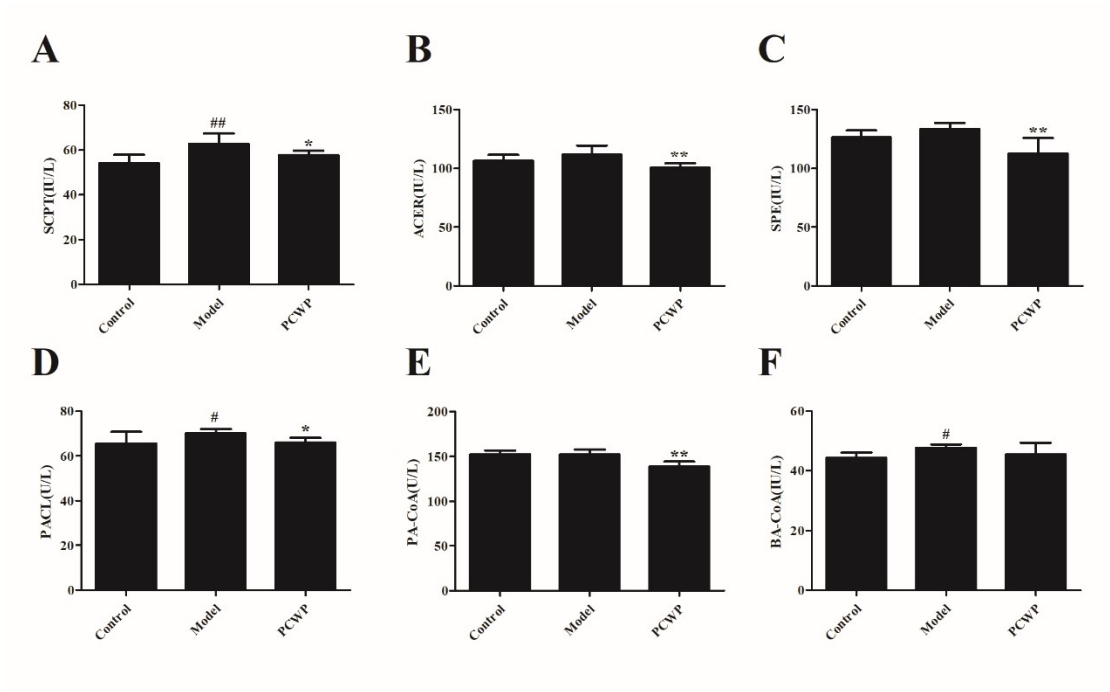 A
B
C
SCPT(IU/L)
80
60
40
20
0
##
*
Control
Model
PCWP
ACER(IU/L)
150
100
50
0
**
Control
Model
PCWP
SPE(IU/L)
150
100
50
0
**
Control
Model
PCWP
D
E
F
PACL(U/L)
80
60
40
20
0
#
*
Control
Model
PCWP
PA-CoA(U/L)
200
150
100
50
0
**
Control
Model
PCWP
BA-CoA(IU/L)
60
40
20
0
#
Control
Model
PCWP